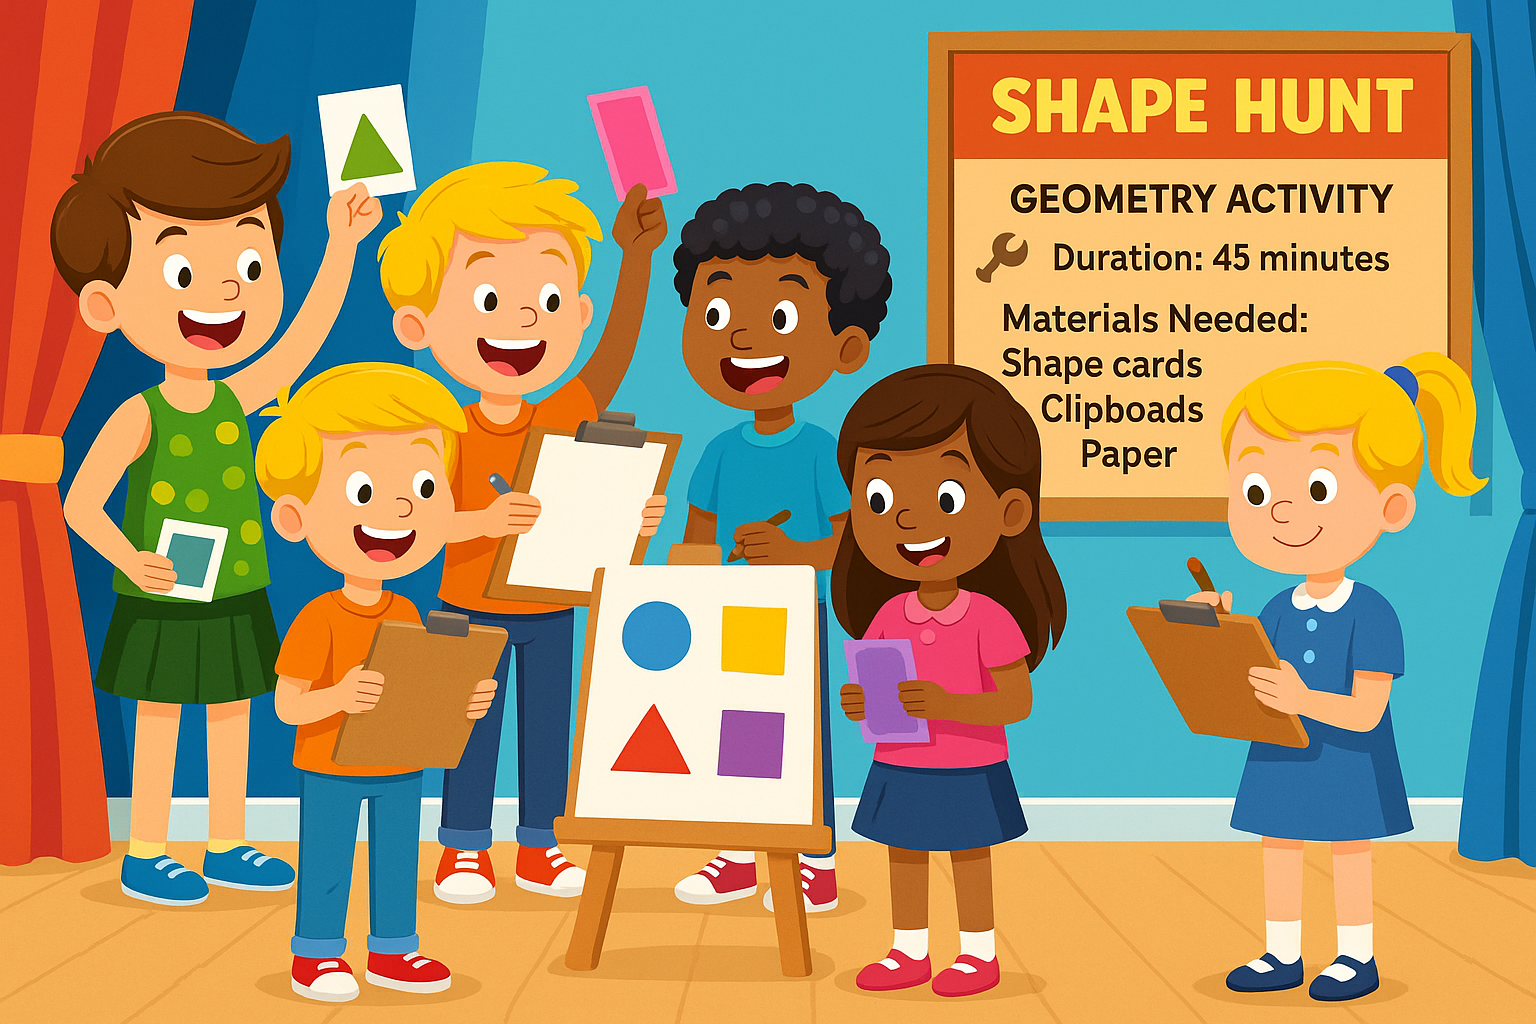 SHAPE HUNT
GEOMETRY ACTIVITY
Duration: 45 minutes
Materials Needed:
Shape cards
Clipboads
Paper